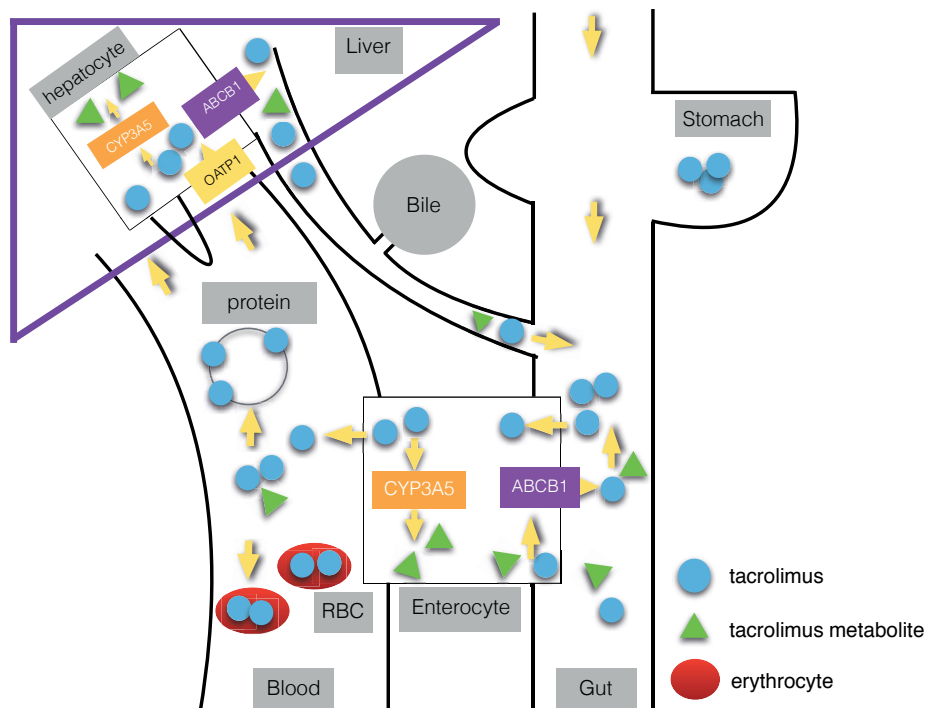 Liver
hepatocyte
ABCB1
CYP3A5
OATP1
Stomach
Bile
protein
CYP3A5
ABCB1
RBC
Enterocyte
Blood
Gut
tacrolimus
tacrolimus metabolite
erythrocyte